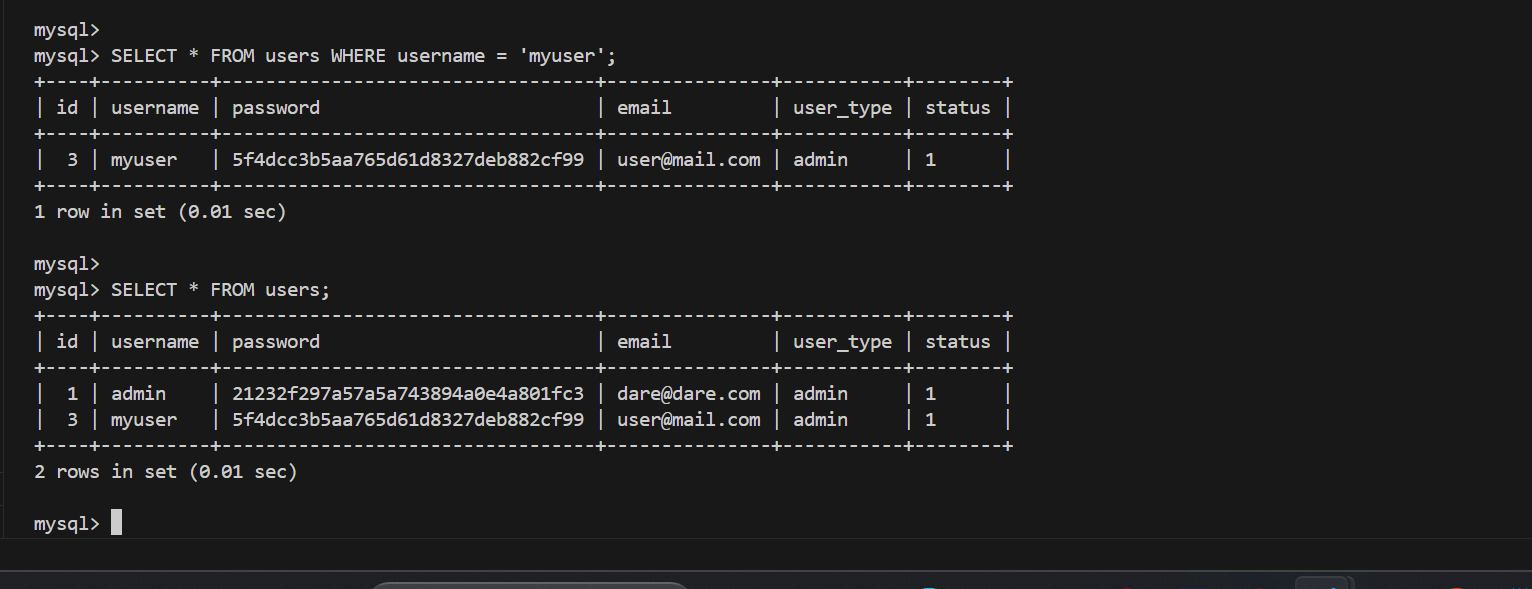 mysql>
mysql> SELECT * FROM users WHERE username = 'myuser';
+----+----------+----------------------------------+---------------+-----------+--------+
| id | username | password                         | email         | user_type | status |
+----+----------+----------------------------------+---------------+-----------+--------+
|  3 | myuser   | 5f4dcc3b5aa765d61d8327deb882cf99 | user@mail.com | admin     | 1      |
+----+----------+----------------------------------+---------------+-----------+--------+
1 row in set (0.01 sec)
mysql>
mysql> SELECT * FROM users;
+----+----------+----------------------------------+---------------+-----------+--------+
| id | username | password                         | email         | user_type | status |
+----+----------+----------------------------------+---------------+-----------+--------+
|  1 | admin    | 21232f297a57a5a743894a0e4a801fc3 | dare@dare.com | admin     | 1      |
|  3 | myuser   | 5f4dcc3b5aa765d61d8327deb882cf99 | user@mail.com | admin     | 1      |
+----+----------+----------------------------------+---------------+-----------+--------+
2 rows in set (0.01 sec)
mysql>